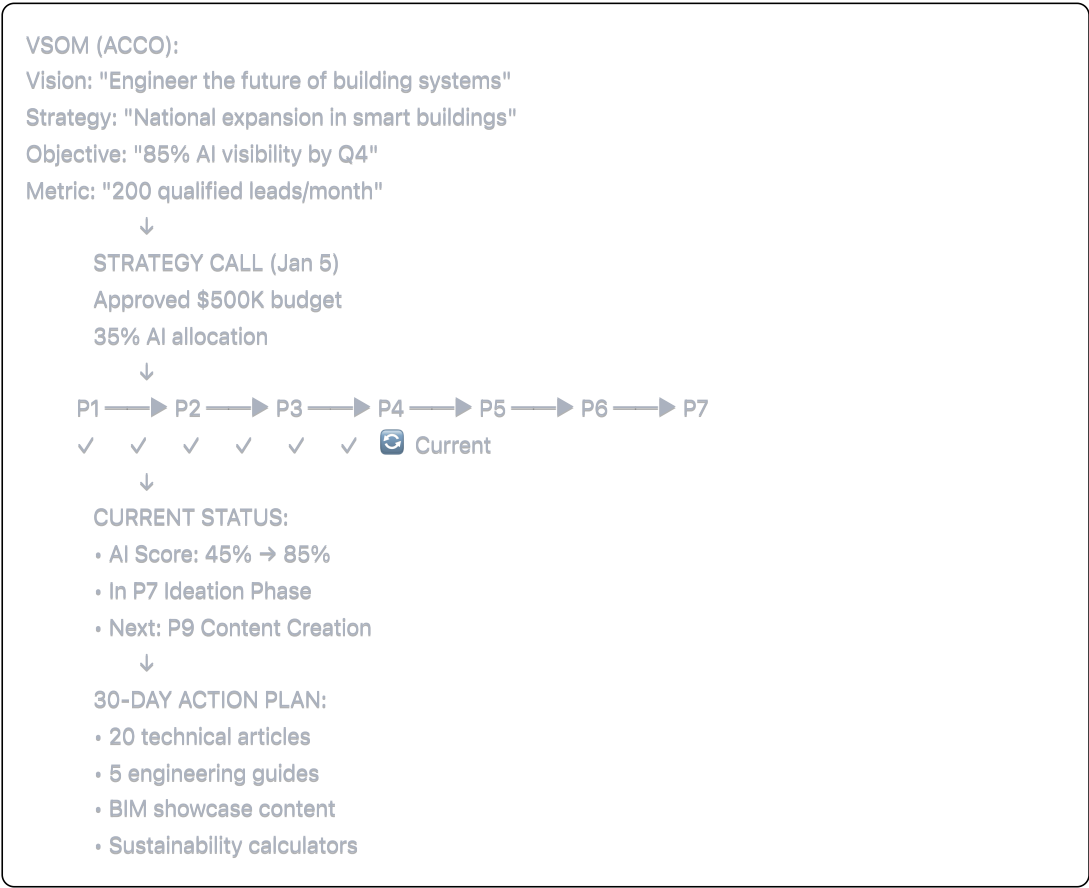 VSOM (ACCO):
Vision: "Engineer the future of building systems"
Strategy: "National expansion in smart buildings"
Objective: "85% AI visibility by Q4"
Metric: "200 qualified leads/month"
↓
STRATEGY CALL (Jan 5)
Approved $500K budget
35% AI allocation
↓
P1 ──▶ P2 ──▶ P3 ──▶ P4 ──▶ P5 ──▶ P6 ──▶ P7
✓ ✓ ✓ ✓ ✓ ✓ 🔄 Current
↓
CURRENT STATUS:
• AI Score: 45% → 85%
• In P7 Ideation Phase
• Next: P9 Content Creation
↓
30-DAY ACTION PLAN:
• 20 technical articles
• 5 engineering guides
• BIM showcase content
• Sustainability calculators